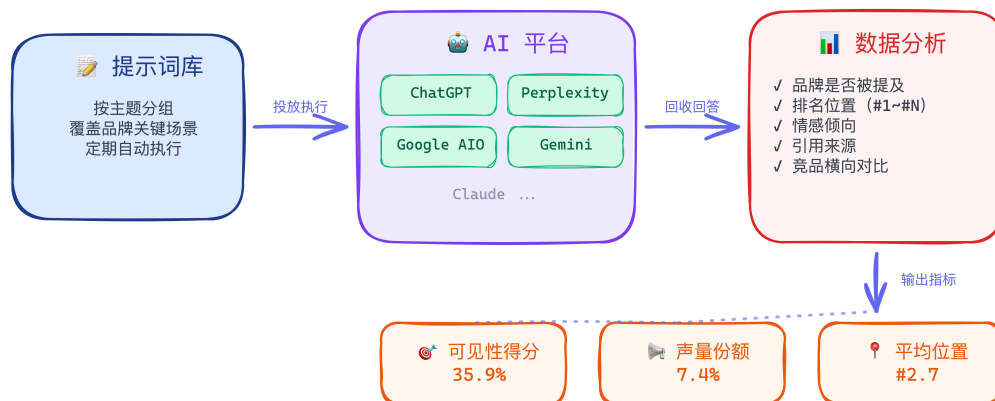 提示词库
按主题分组
覆盖品牌关键场景
定期自动执行
投放执行
AI 平台
ChatGPT
Perplexity
Google AIO
Gemini
Claude ...
回收回答
数据分析
✓ 品牌是否被提及
✓ 排名位置 (#1~#N)
✓ 情感倾向
✓ 引用来源
✓ 竞品横向对比
输出指标
可见性得分
35.9%
声量份额
7.4%
平均位置
#2.7